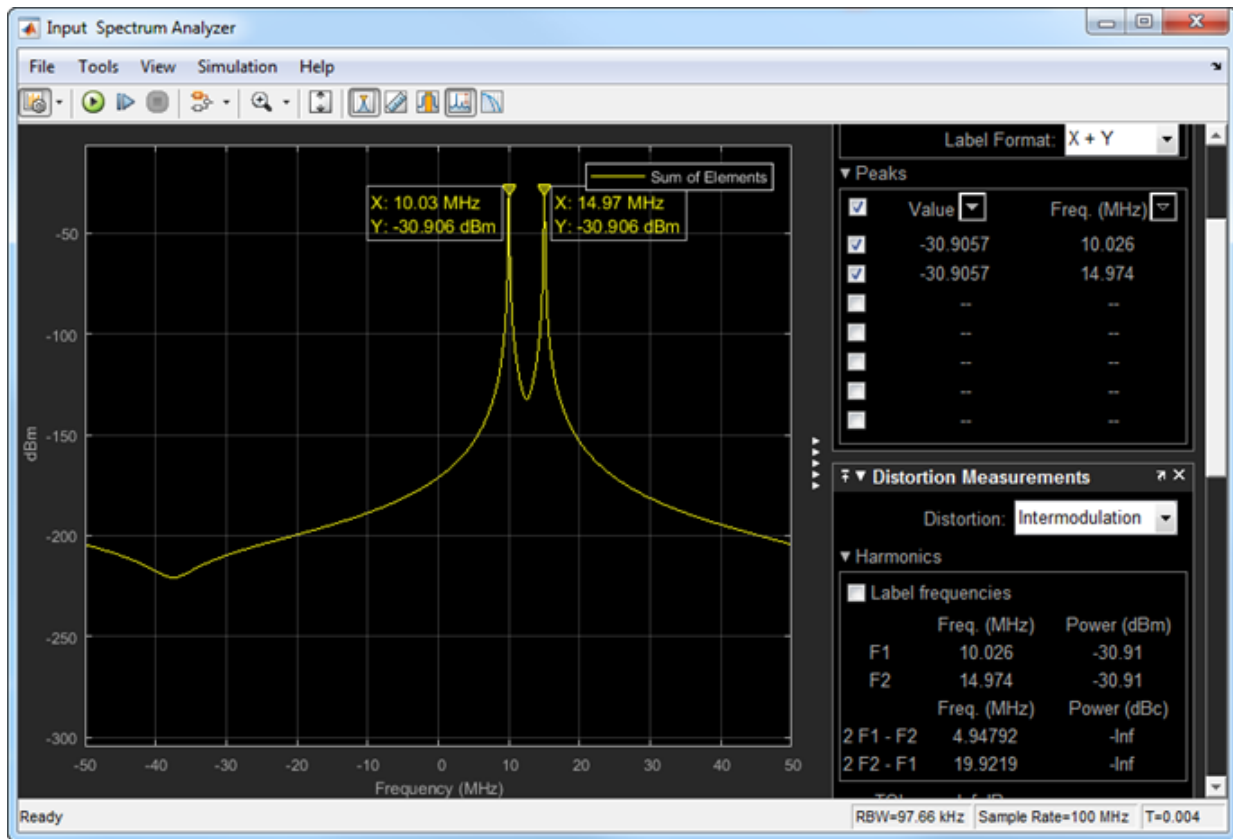 Input Spectrum Analyzer
File Tools View Simulation Help
Sum of Elements
X: 10.03 MHz
Y: -30.906 dBm
X: 14.97 MHz
Y: -30.906 dBm
-50
-100
-150
-200
-250
-300
dBm
-50 -40 -30 -20 -10 0 10 20 30 40 50
Frequency (MHz)
Label Format: X + Y
Peaks
Value Freq. (MHz)
-30.9057 10.026
-30.9057 14.974
-- --
-- --
-- --
-- --
-- --
Distortion Measurements
Distortion: Intermodulation
Harmonics
Label frequencies
Freq. (MHz) Power (dBm)
F1 10.026 -30.91
F2 14.974 -30.91
Freq. (MHz) Power (dBc)
2 F1 - F2 4.94792 -Inf
2 F2 - F1 19.9219 -Inf
Ready
RBW=97.66 kHz Sample Rate=100 MHz T=0.004